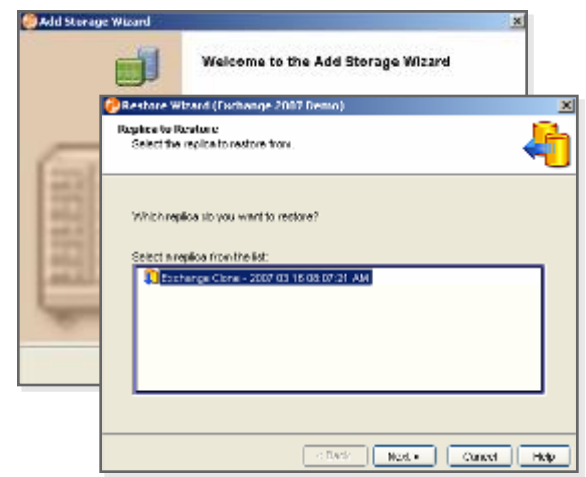 Add Storage Wizard
Welcome to the Add Storage Wizard
Restore Wizard (Exchange 2007 Demo)
Replica to Restore
Select the replica to restore from.
Which replica do you want to restore?
Select a replica from the list:
Exchange Clone - 2007 03 16 08:07:21 AM
< Back
Next
Cancel
Help